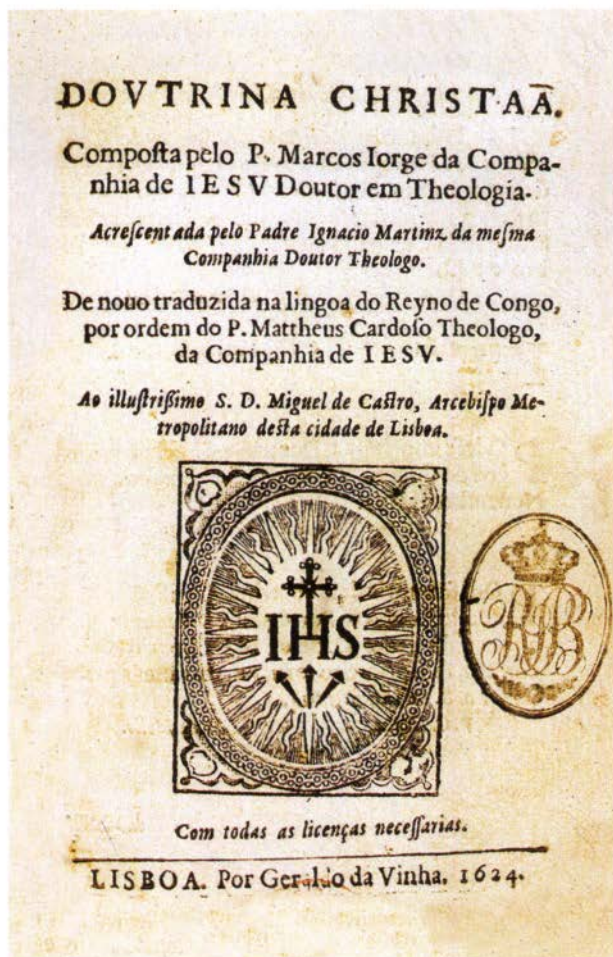 DOVTRINA CHRISTAÃ.
Compoſta pelo P. Marcos Iorge da Compa-
nhia de IESV Doutor em Theologia.
Acreſcentada pelo Padre Ignacio Martinz da meſma
Companhia Doutor Theologo.
De nouo traduzida na lingoa do Reyno de Congo,
por ordem do P. Mattheus Cardoſo Theologo,
da Companhia de IESV.
Ao illuſtriſſimo S. D. Miguel de Caſtro, Arcebiſpo Me-
tropolitano deſta cidade de Lisboa.
IHS
Com todas as licenças neceſſarias.
LISBOA. Por Geraldo da Vinha. 1624.